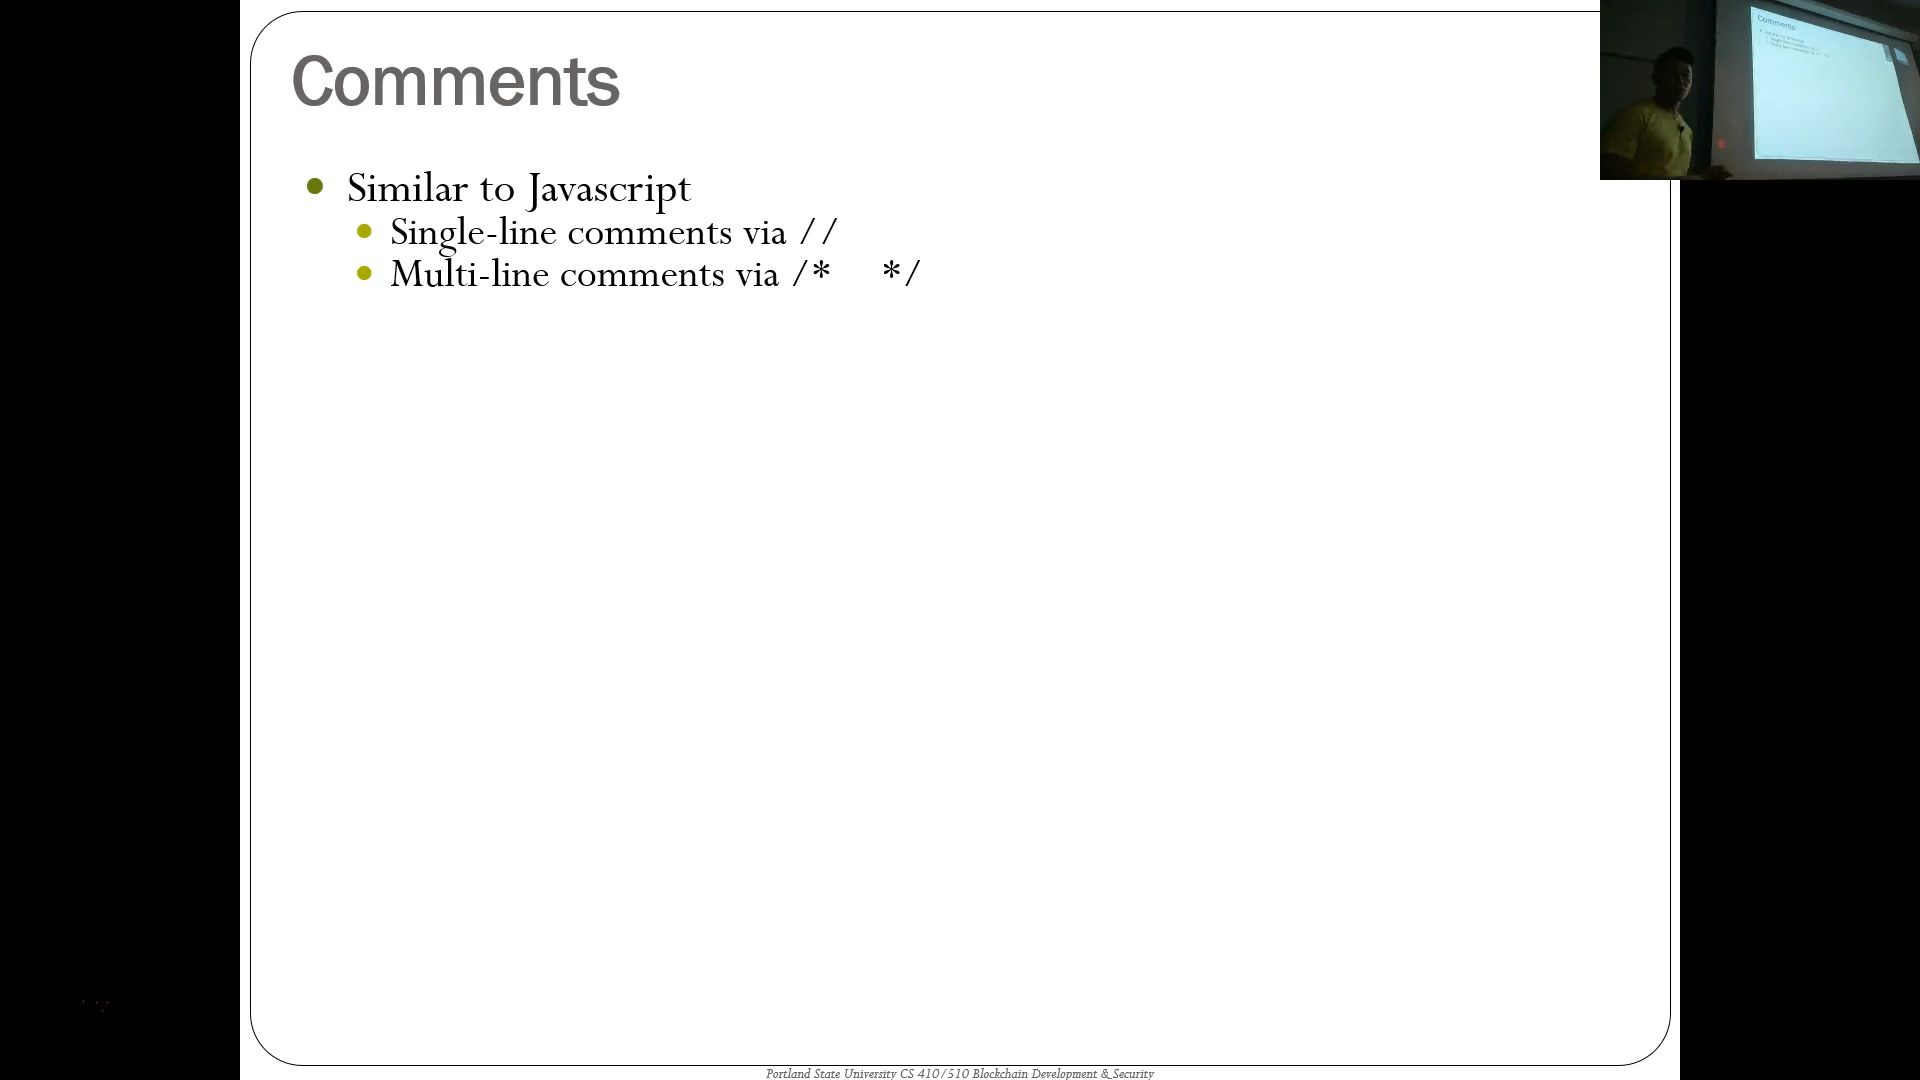 Comments
Similar to Javascript
Single-line comments via //
Multi-line comments via /* */
Portland State University CS 410/510 Blockchain Development & Security
Comments